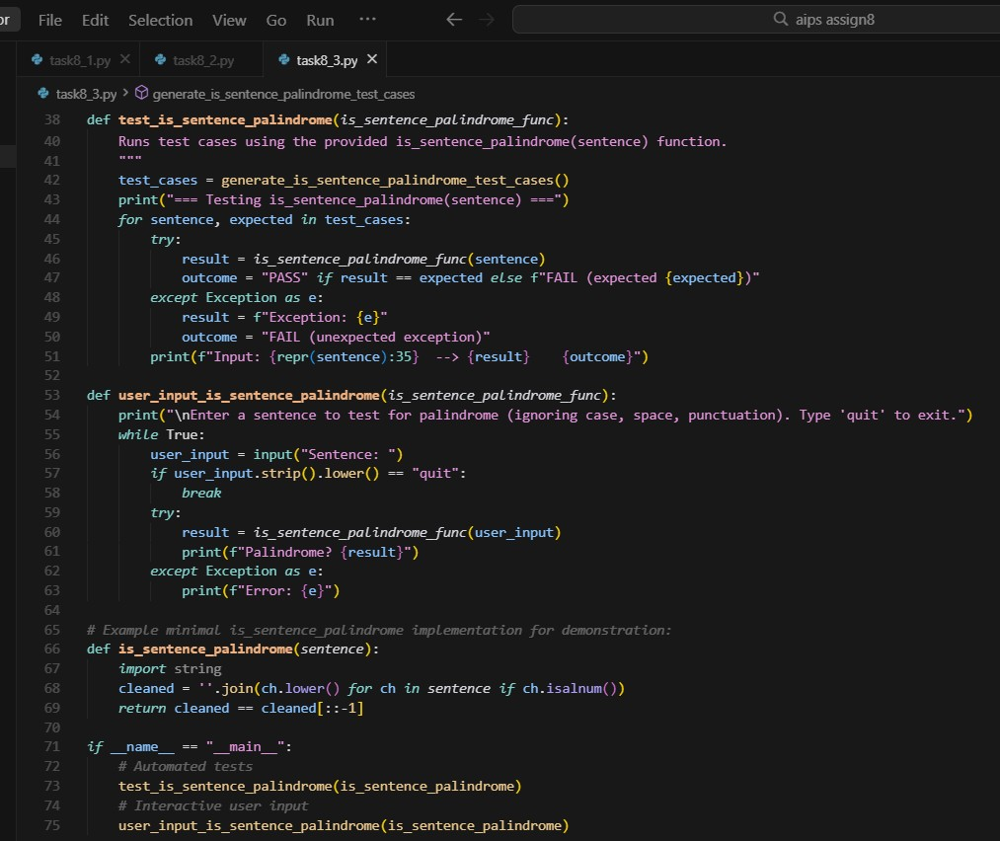 or File Edit Selection View Go Run ··· ← → aips assign8
task8_1.py × task8_2.py task8_3.py ×
task8_3.py > generate_is_sentence_palindrome_test_cases
38 def test_is_sentence_palindrome(is_sentence_palindrome_func):
40     Runs test cases using the provided is_sentence_palindrome(sentence) function.
41     """
42     test_cases = generate_is_sentence_palindrome_test_cases()
43     print("=== Testing is_sentence_palindrome(sentence) ===")
44     for sentence, expected in test_cases:
45         try:
46             result = is_sentence_palindrome_func(sentence)
47             outcome = "PASS" if result == expected else f"FAIL (expected {expected})"
48         except Exception as e:
49             result = f"Exception: {e}"
50             outcome = "FAIL (unexpected exception)"
51         print(f"Input: {repr(sentence):35}  --> {result}    {outcome}")
52
53 def user_input_is_sentence_palindrome(is_sentence_palindrome_func):
54     print("\nEnter a sentence to test for palindrome (ignoring case, space, punctuation). Type 'quit' to exit.")
55     while True:
56         user_input = input("Sentence: ")
57         if user_input.strip().lower() == "quit":
58             break
59         try:
60             result = is_sentence_palindrome_func(user_input)
61             print(f"Palindrome? {result}")
62         except Exception as e:
63             print(f"Error: {e}")
64
65 # Example minimal is_sentence_palindrome implementation for demonstration:
66 def is_sentence_palindrome(sentence):
67     import string
68     cleaned = ''.join(ch.lower() for ch in sentence if ch.isalnum())
69     return cleaned == cleaned[::-1]
70
71 if __name__ == "__main__":
72     # Automated tests
73     test_is_sentence_palindrome(is_sentence_palindrome)
74     # Interactive user input
75     user_input_is_sentence_palindrome(is_sentence_palindrome)